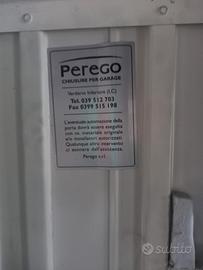 PeReGO
CHIUSURE PER GARAGE
Verderio Inferiore (LC)
Tel. 039 512 703
Fax 0399 515 198
L'eventuale automazione della
porta dovrà essere eseguita
con ns. materiale originale
e/o installatori autorizzati.
Qualunque altro intervento
ci esonera dall'assistenza.
Perego s.r.l.
subito